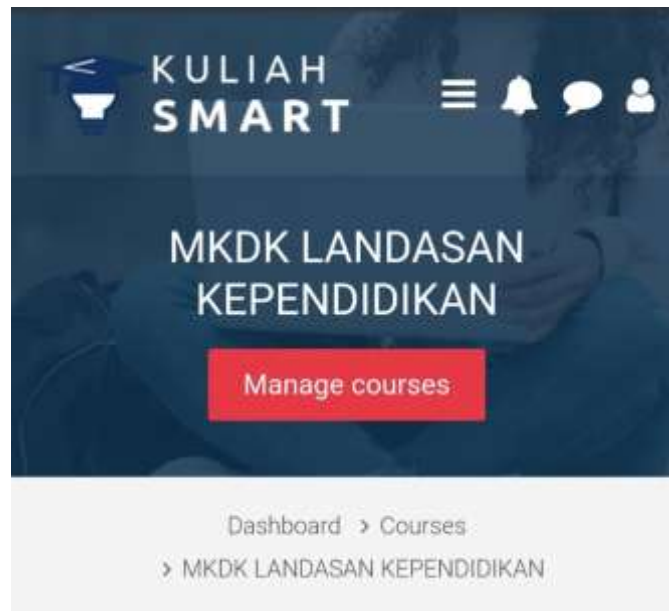 KULIAH
SMART
MKDK LANDASAN
KEPENDIDIKAN
Manage courses
Dashboard > Courses
> MKDK LANDASAN KEPENDIDIKAN